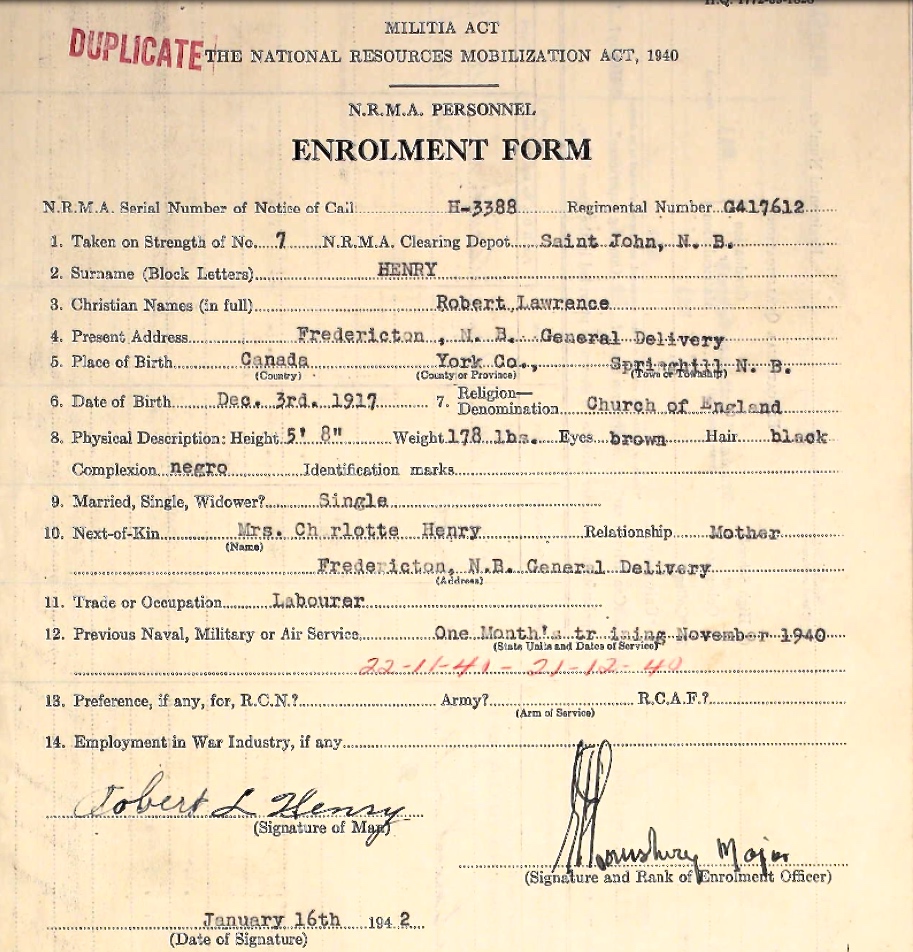 MILITIA ACT
DUPLICATE THE NATIONAL RESOURCES MOBILIZATION ACT, 1940
N.R.M.A. PERSONNEL
ENROLMENT FORM
N.R.M.A. Serial Number of Notice of Call H-3388 Regimental Number G417612
1. Taken on Strength of No. 7 N.R.M.A. Clearing Depot Saint John, N. B.
2. Surname (Block Letters) HENRY
3. Christian Names (in full) Robert Lawrence
4. Present Address Fredericton , N. B. General Delivery
5. Place of Birth Canada York Co., Springhill N. B.
(Country) (County or Province) (Town or Township)
6. Date of Birth Dec. 3rd. 1917 7. Religion—
Denomination Church of England
8. Physical Description: Height 5' 8" Weight 178 lbs. Eyes brown Hair black
Complexion negro Identification marks
9. Married, Single, Widower? Single
10. Next-of-Kin Mrs. Ch rlotte Henry Relationship Mother
(Name)
Fredericton, N.B. General Delivery
(Address)
11. Trade or Occupation Labourer
12. Previous Naval, Military or Air Service One Month's tr ining November 1940
(State Units and Dates of Service)
21-12-40
13. Preference, if any, for, R.C.N.? Army? R.C.A.F.?
(Arm of Service)
14. Employment in War Industry, if any
Robert L Henry
(Signature of Man)
Major
(Signature and Rank of Enrolment Officer)
January 16th 1942
(Date of Signature)